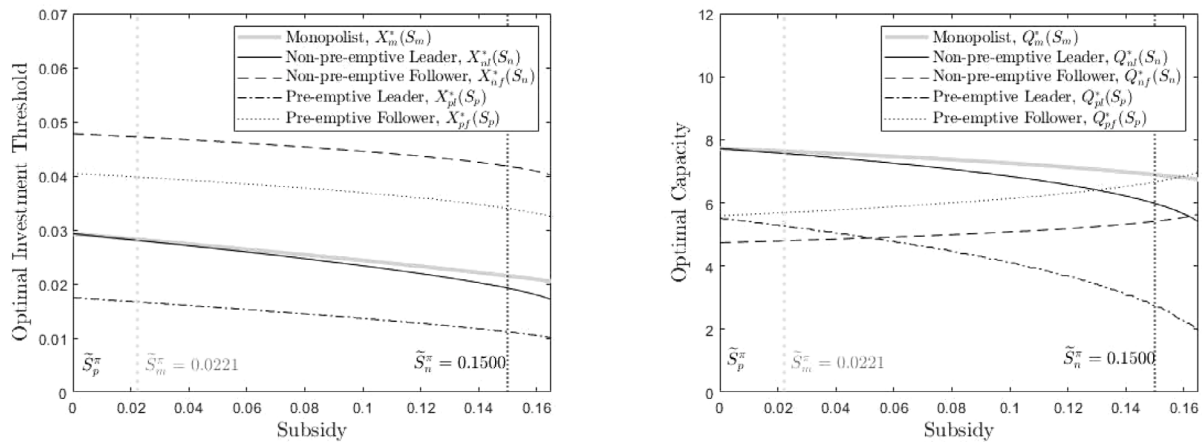 0.07
0.06
0.05
0.04
0.03
0.02
0.01
0
Optimal Investment Threshold
Monopolist, X*m(Sm)
Non-pre-emptive Leader, X*nl(Sn)
Non-pre-emptive Follower, X*nf(Sn)
Pre-emptive Leader, X*pl(Sp)
Pre-emptive Follower, X*pf(Sp)
S̃πp
S̃πm = 0.0221
S̃πn = 0.1500
0 0.02 0.04 0.06 0.08 0.1 0.12 0.14 0.16
Subsidy
12
10
8
6
4
2
0
Optimal Capacity
Monopolist, Q*m(Sm)
Non-pre-emptive Leader, Q*nl(Sn)
Non-pre-emptive Follower, Q*nf(Sn)
Pre-emptive Leader, Q*pl(Sp)
Pre-emptive Follower, Q*pf(Sp)
S̃πp
S̃πm = 0.0221
S̃πn = 0.1500
0 0.02 0.04 0.06 0.08 0.1 0.12 0.14 0.16
Subsidy